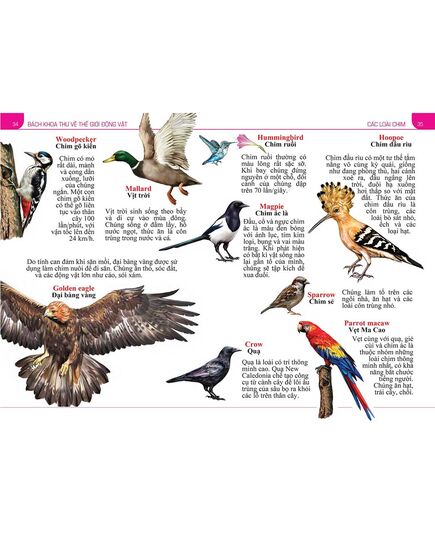 34
BÁCH KHOA THƯ VỀ THẾ GIỚI ĐỘNG VẬT
CÁC LOÀI CHIM
35
Woodpecker
Chim gõ kiến
Chim có mỏ
rất dài, mảnh
và cong dần
xuống, lưỡi
của chúng
ngắn. Một con
chim gõ kiến
có thể gõ liên
tục vào thân
cây 100
lần/phút, với
vận tốc lên đến
24 km/h.
Mallard
Vịt trời
Vịt trời sinh sống theo bầy
và di cư vào mùa đông.
Chúng sống ở đầm lầy, hồ
nước ngọt, thức ăn là côn
trùng trong nước và cá.
Do tính can đảm khi săn mồi, đại bàng vàng được sử
dụng làm chim nuôi để đi săn. Chúng ăn thỏ, sóc đất,
và các động vật lớn như cáo, sói xám.
Golden eagle
Đại bàng vàng
Hummingbird
Chim ruồi
Chim ruồi thường có
màu lông rất sặc sỡ.
Khi bay chúng đứng
nguyên ở một chỗ, đôi
cánh của chúng đập
trên 70 lần/giây.
Magpie
Chim ác là
Đầu, cổ và ngực chim
ác là màu đen bóng
với ánh lục, tím kim
loại, bụng và vai màu
trắng. Khi phát hiện
có bất kì vật sống nào
lại gần tổ của mình,
chúng sẽ tập kích để
xua đuổi.
Hoopoe
Chim đầu rìu
Chim đầu rìu có một tư thế tắm
nắng vô cùng kỳ quái, giống
như đang phòng thủ, hai cánh
xoè ra, đầu ngẩng
trên trời, đuôi hạ xuống
hơi thấp so với mặt
đất. Thức ăn của
chim đầu rìu là
côn trùng, các
loài bò sát nhỏ,
ếch và các
hạt.
Sparrow
Chim sẻ
Chúng làm tổ trên các
ngôi nhà, ăn hạt và các
loài côn trùng nhỏ.
Crow
Quạ
Quạ là loài có trí thông
minh cao. Quạ New
Caledonia chế tạo công
cụ từ cành cây để lôi ấu
trùng của sâu bọ ra khỏi
các lỗ trên thân cây.
Parrot macaw
Vẹt Ma Cao
Vẹt cùng với quạ, giẻ
cùi và chim ác là
thuộc nhóm những
loài chim thông
minh nhất, có khả
năng bắt chước
tiếng người.
Chúng ăn hạt,
trái cây, chồi.